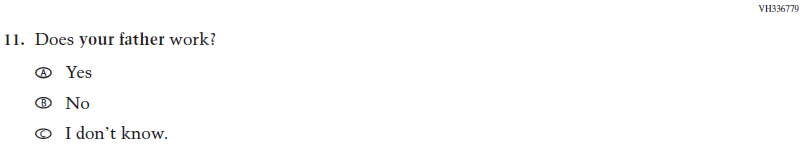 VH336779
11. Does your father work?
Ⓐ Yes
Ⓑ No
Ⓒ I don't know.